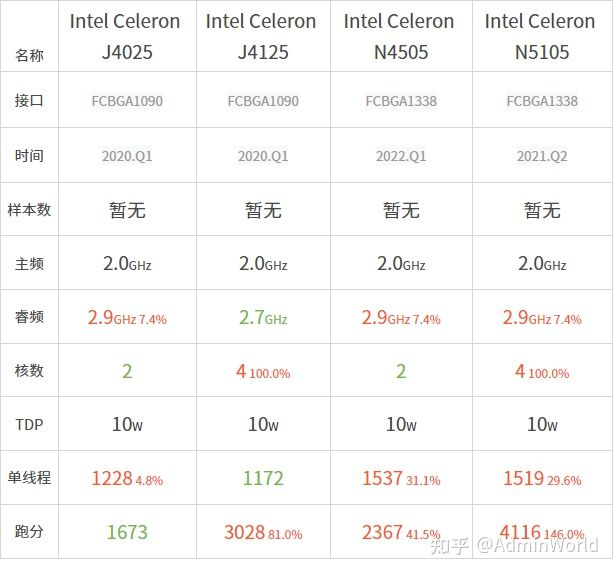 名称 Intel Celeron J4025 Intel Celeron J4125 Intel Celeron N4505 Intel Celeron N5105
接口 FCBGA1090 FCBGA1090 FCBGA1338 FCBGA1338
时间 2020.Q1 2020.Q1 2022.Q1 2021.Q2
样本数 暂无 暂无 暂无 暂无
主频 2.0GHz 2.0GHz 2.0GHz 2.0GHz
睿频 2.9GHz 7.4% 2.7GHz 2.9GHz 7.4% 2.9GHz 7.4%
核数 2 4 100.0% 2 4 100.0%
TDP 10W 10W 10W 10W
单线程 1228 4.8% 1172 1537 31.1% 1519 29.6%
跑分 1673 3028 81.0% 2367 41.5% 4116 146.0%
知乎 @AdminWorld